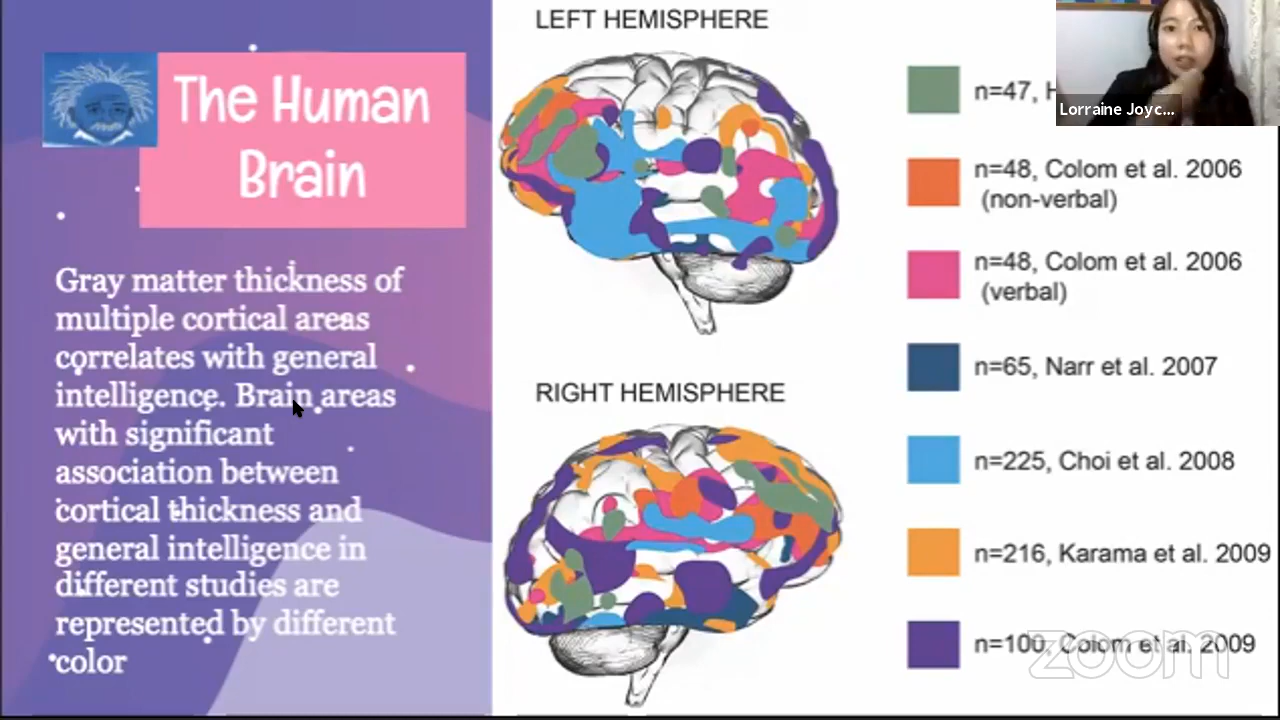 The Human
Brain
Gray matter thickness of
multiple cortical areas
correlates with general
intelligence. Brain areas
with significant
association between
cortical thickness and
general intelligence in
different studies are
represented by different
color
LEFT HEMISPHERE
RIGHT HEMISPHERE
n=47, H
n=48, Colom et al. 2006
(non-verbal)
n=48, Colom et al. 2006
(verbal)
n=65, Narr et al. 2007
n=225, Choi et al. 2008
n=216, Karama et al. 2009
n=100, Colom et al. 2009
Lorraine Joyc...
zoom